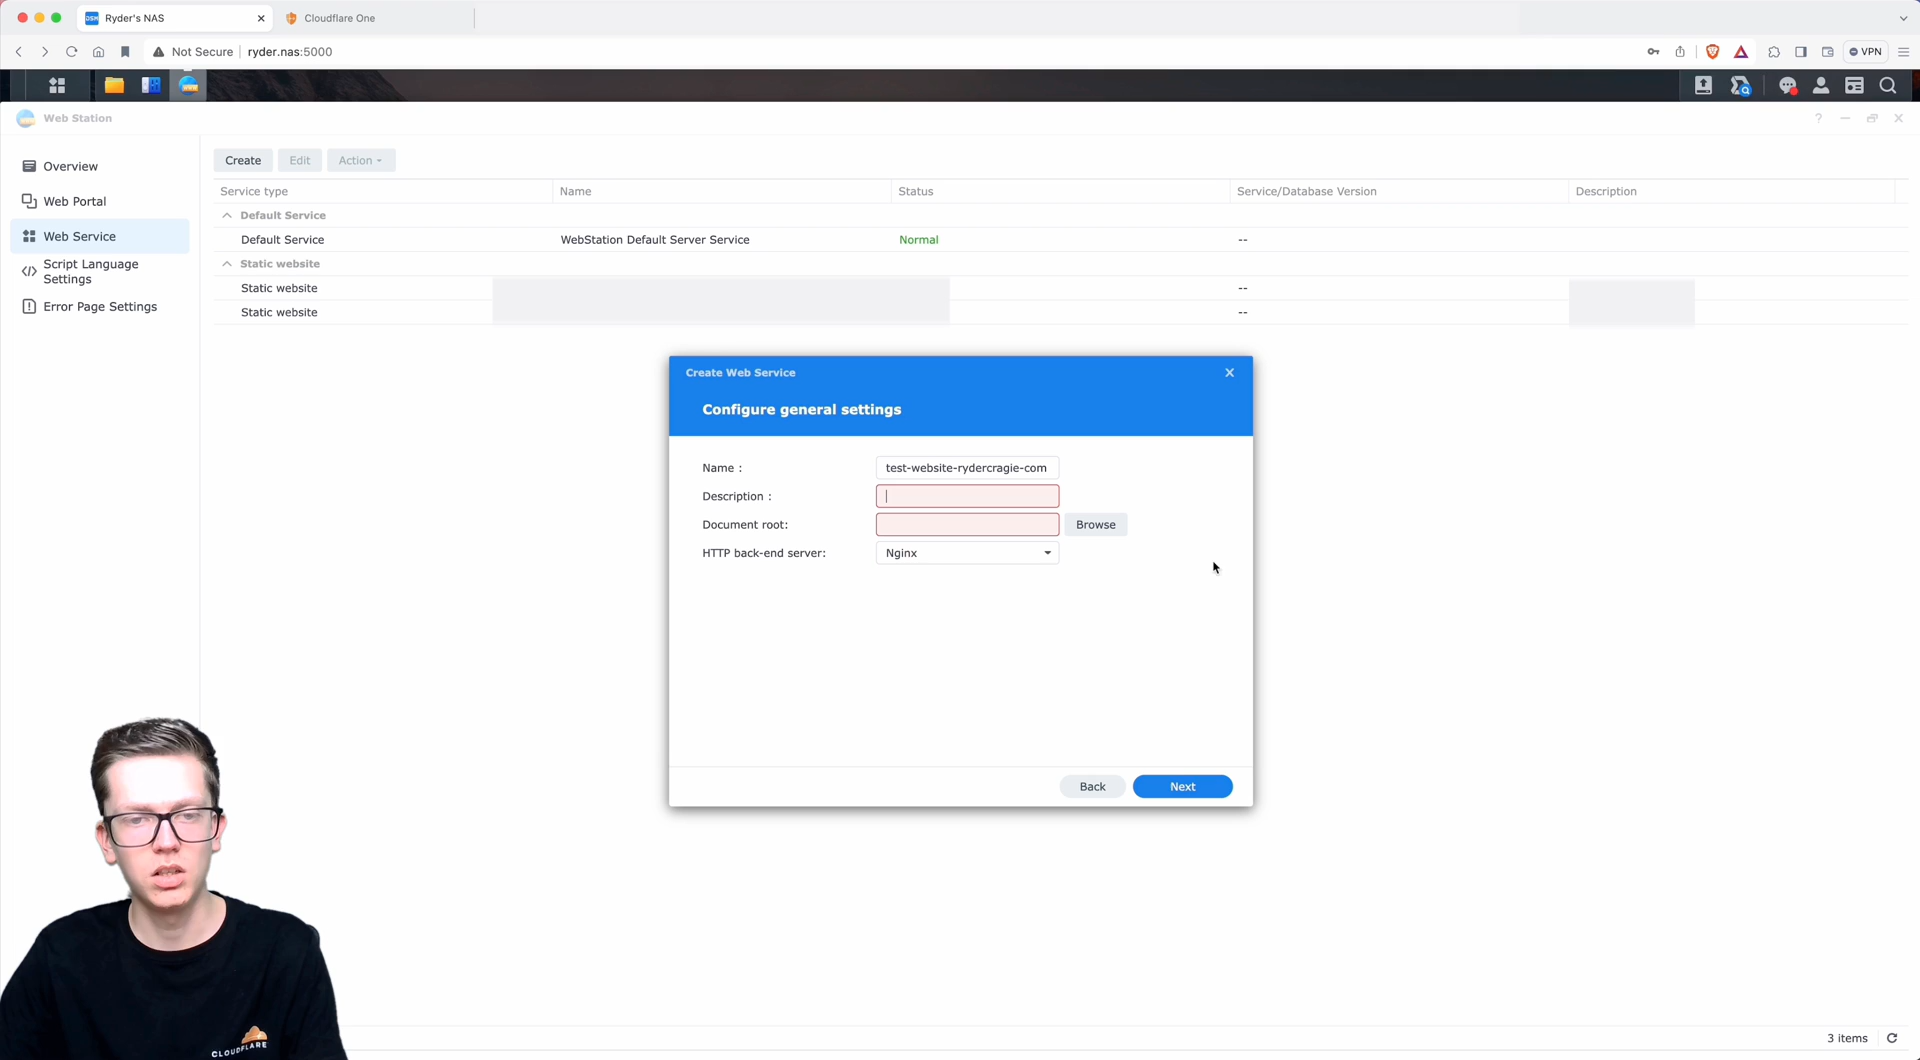 Ryder's NAS
Cloudflare One
Not Secure
ryder.nas:5000
VPN
Web Station
Overview
Web Portal
Web Service
Script Language
Settings
Error Page Settings
Create
Edit
Action
Service type
Name
Status
Service/Database Version
Description
Default Service
Default Service
WebStation Default Server Service
Normal
--
Static website
Static website
--
Static website
--
Create Web Service
Configure general settings
Name :
test-website-rydercragie-com
Description :
Document root:
Browse
HTTP back-end server:
Nginx
Back
Next
3 items
CLOUDFLARE